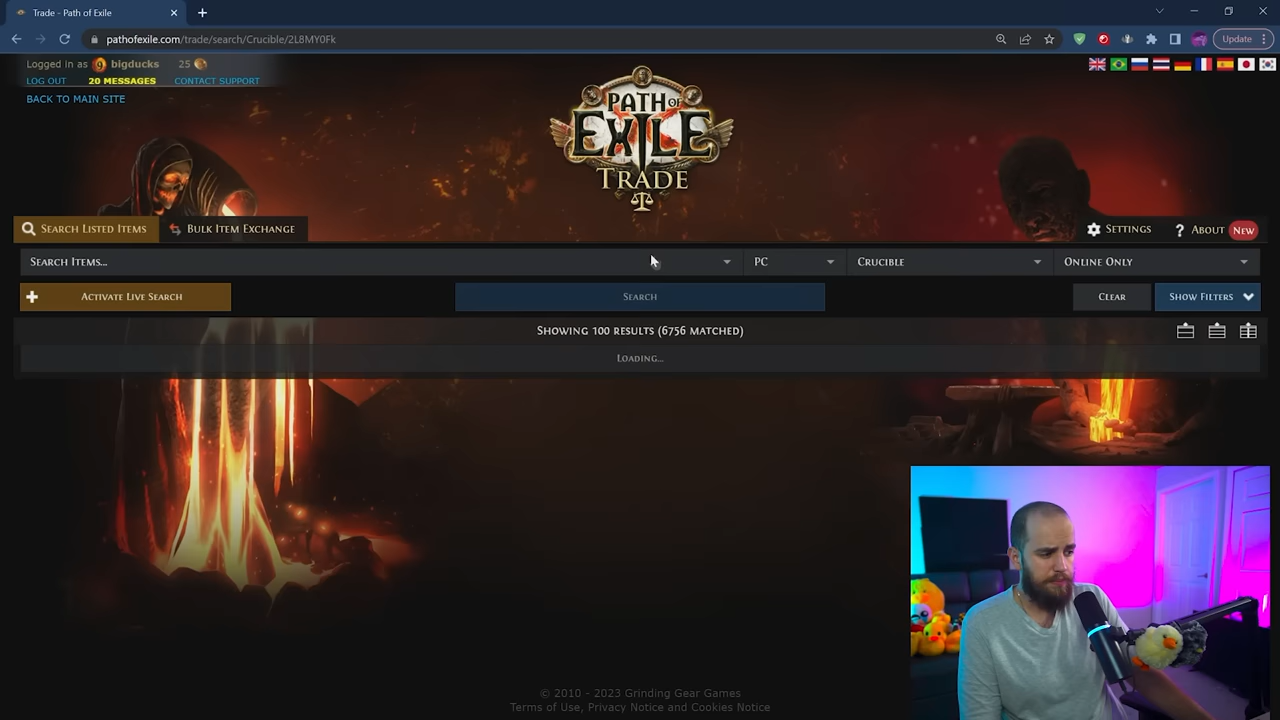 Trade - Path of Exile
pathofexile.com/trade/search/Crucible/2L8MY0Fk
Update
Logged in as bigducks 25
LOG OUT 20 MESSAGES CONTACT SUPPORT
BACK TO MAIN SITE
PATH OF
EXILE
TRADE
SEARCH LISTED ITEMS
BULK ITEM EXCHANGE
SETTINGS
? ABOUT NEW
SEARCH ITEMS...
PC
CRUCIBLE
ONLINE ONLY
ACTIVATE LIVE SEARCH
SEARCH
CLEAR
SHOW FILTERS
SHOWING 100 RESULTS (6756 MATCHED)
LOADING...
© 2010 - 2023 Grinding Gear Games
Terms of Use, Privacy Notice and Cookies Notice